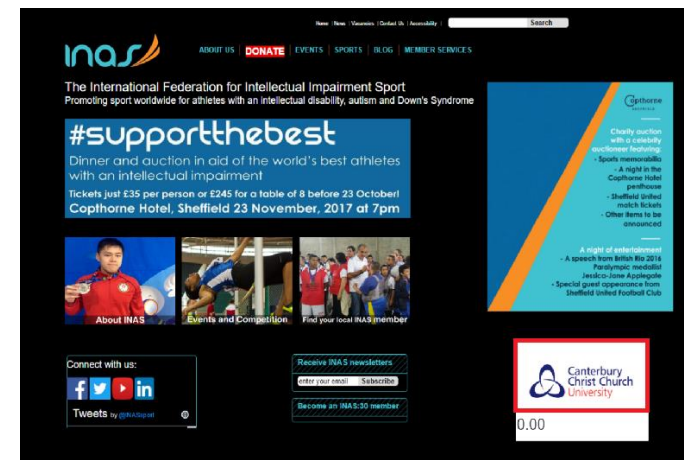 Home | News | Vacancies | Contact Us | Accessibility |
Search
inas
ABOUT US | DONATE | EVENTS | SPORTS | BLOG | MEMBER SERVICES
The International Federation for Intellectual Impairment Sport
Promoting sport worldwide for athletes with an intellectual disability, autism and Down's Syndrome
#supportthebest
Dinner and auction in aid of the world's best athletes
with an intellectual impairment
Tickets just £35 per person or £245 for a table of 8 before 23 October!
Copthorne Hotel, Sheffield 23 November, 2017 at 7pm
Copthorne
Charity auction
with a celebrity
auctioneer featuring:
- Sports memorabilia
- A night in the
Copthorne Hotel
penthouse
- Sheffield United
match tickets
- Other items to be
announced
A night of entertainment
- A speech from British Rio 2016
Paralympic medallist
Jessica-Jane Applegate
- Special guest appearance from
Sheffield United Football Club
About INAS
Events and Competition
Find your local INAS member
Connect with us:
Tweets by @INASsport
Receive INAS newsletters
enter your email Subscribe
Become an INAS:30 member
Canterbury
Christ Church
University
0.00